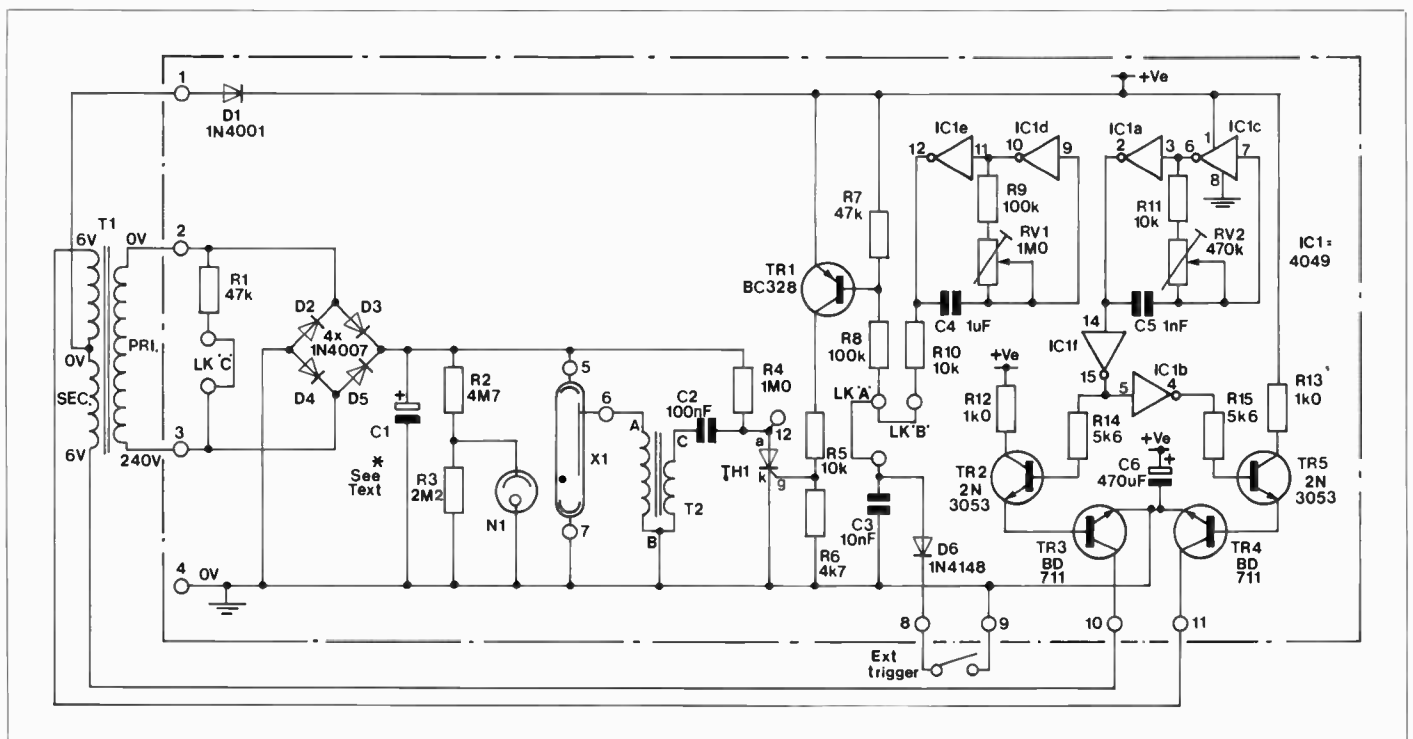 1
D1
1N4001
+Ve
IC1e
12
11
IC1d
10
9
IC1a
2
3
6
1
IC1c
7
8
R9
100k
R11
10k
RV1
1M0
RV2
470k
IC1=
4049
R7
47k
TR1
BC328
C4
1uF
C5
1nF
T1
6V
0V
2
R1
47k
D2
D3
4x
1N4007
PRI.
0V
LK 'C'
SEC.
D4
D5
6V
240V
3
+
C1
*
See
Text
R2
4M7
R3
2M2
N1
5
X1
7
6
A
C
B
T2
C2
100nF
R4
1M0
12
a
TH1
k
g
R5
10k
R6
4k7
R8
100k
R10
10k
LK'A'
LK'B'
C3
10nF
D6
1N4148
14
IC1f
15
+Ve
R12
1k0
R14
5k6
5
IC1b
4
R15
5k6
R13
1k0
TR2
2N
3053
+Ve
+
C6
470uF
TR5
2N
3053
TR3
BD
711
TR4
BD
711
4
0V
8
9
10
11
Ext
trigger